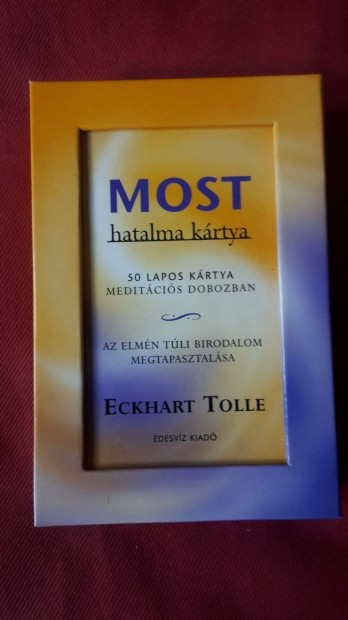 MOST
hatalma kártya
50 LAPOS KÁRTYA
MEDITÁCIÓS DOBOZBAN
AZ ELMÉN TÚLI BIRODALOM
MEGTAPASZTALÁSA
ECKHART TOLLE
ÉDESVÍZ KIADÓ